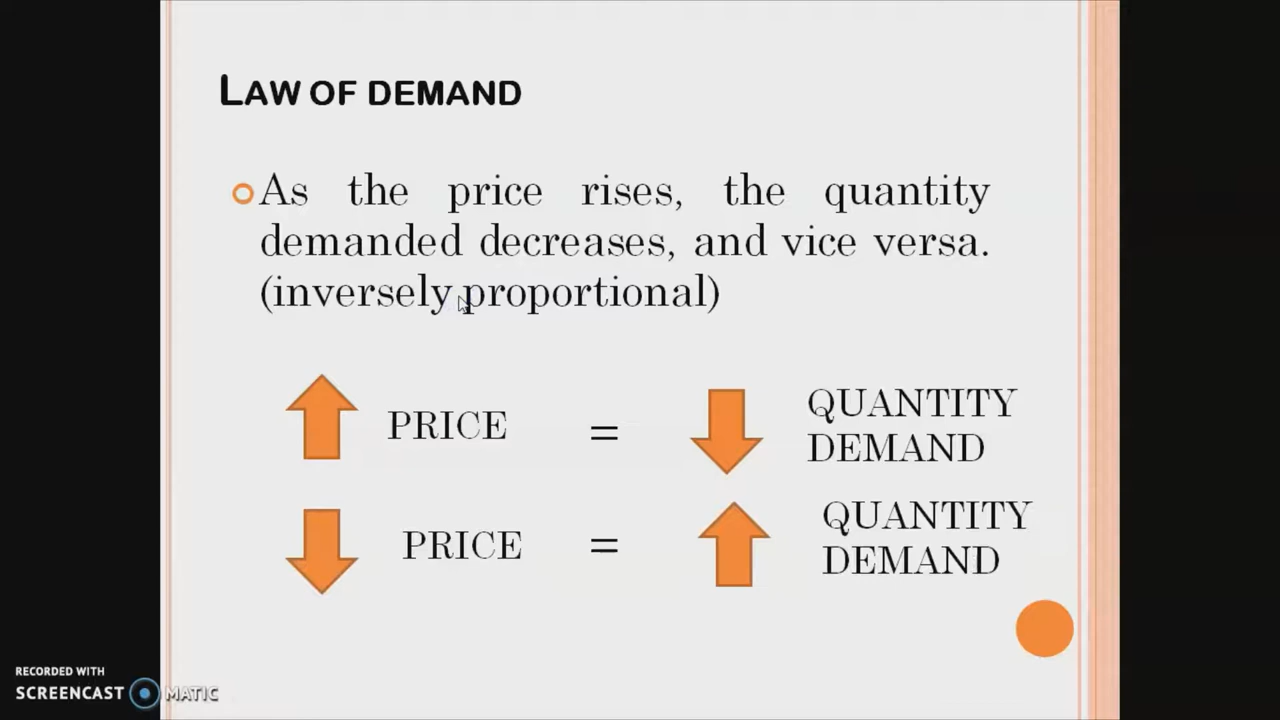 LAW OF DEMAND
As the price rises, the quantity
demanded decreases, and vice versa.
(inversely proportional)
PRICE = QUANTITY
DEMAND
PRICE = QUANTITY
DEMAND
RECORDED WITH
SCREENCAST MATIC